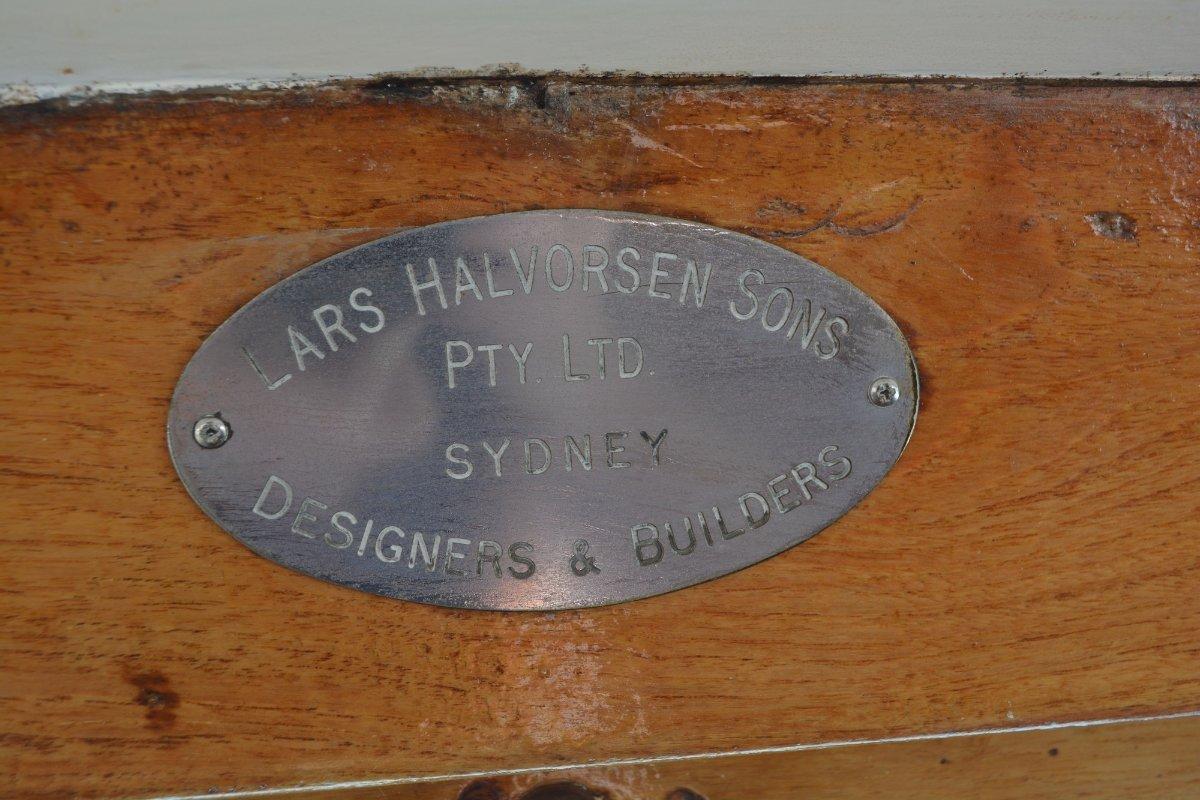 LARS HALVORSEN SONS
PTY. LTD.
SYDNEY
DESIGNERS & BUILDERS